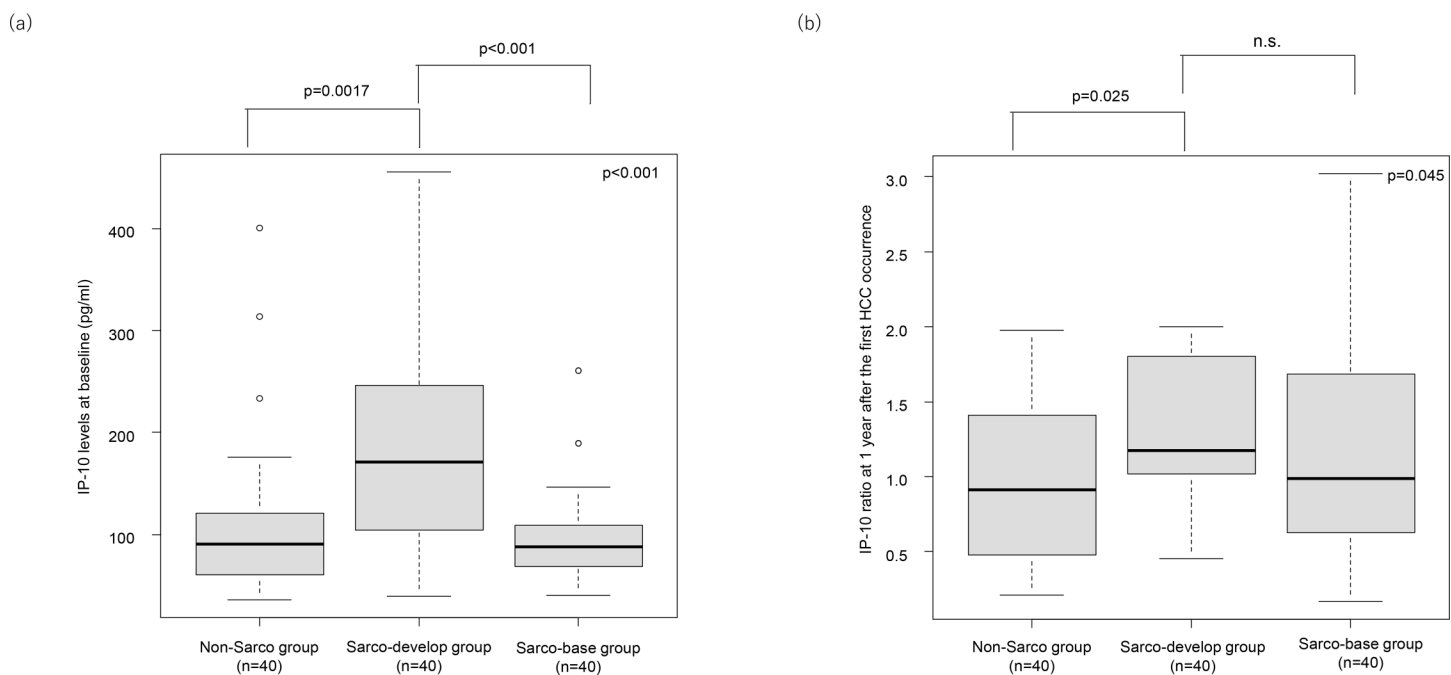 (a)
p<0.001
p=0.0017
p<0.001
IP-10 levels at baseline (pg/ml)
400
300
200
100
Non-Sarco group
(n=40)
Sarco-develop group
(n=40)
Sarco-base group
(n=40)
(b)
n.s.
p=0.025
p=0.045
IP-10 ratio at 1 year after the first HCC occurrence
3.0
2.5
2.0
1.5
1.0
0.5
Non-Sarco group
(n=40)
Sarco-develop group
(n=40)
Sarco-base group
(n=40)